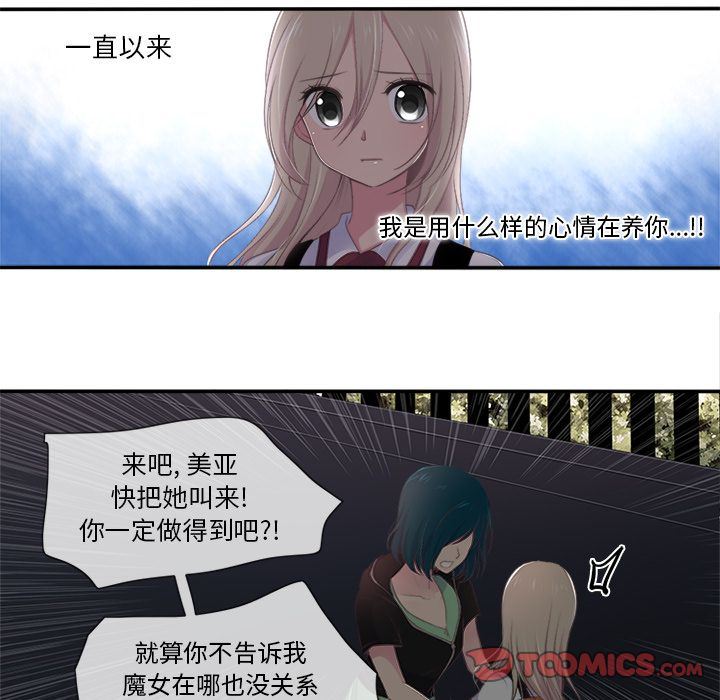 一直以来
我是用什么样的心情在养你...!!
来吧, 美亚
快把她叫来!
你一定做得到吧?!
就算你不告诉我
魔女在哪也没关系
TOOMICS.COM